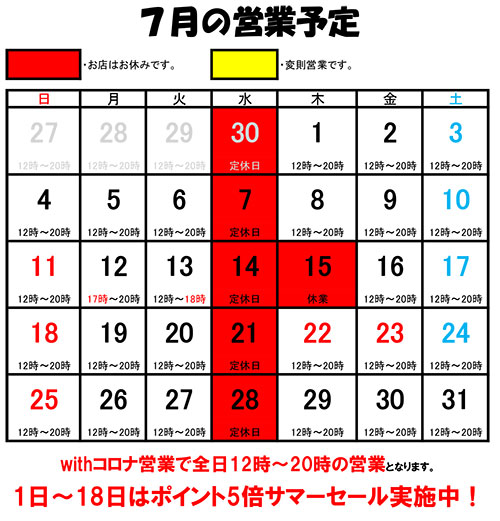 ７月の営業予定
・お店はお休みです。 ・変則営業です。
日 月 火 水 木 金 土
27 28 29 30 1 2 3
12時～20時 12時～20時 12時～20時 定休日 12時～20時 12時～20時 12時～20時
4 5 6 7 8 9 10
12時～20時 12時～20時 12時～20時 定休日 12時～20時 12時～20時 12時～20時
11 12 13 14 15 16 17
12時～20時 17時～20時 12時～18時 定休日 休業 12時～20時 12時～20時
18 19 20 21 22 23 24
12時～20時 12時～20時 12時～20時 定休日 12時～20時 12時～20時 12時～20時
25 26 27 28 29 30 31
12時～20時 12時～20時 12時～20時 定休日 12時～20時 12時～20時 12時～20時
withコロナ営業で全日12時～20時の営業となります。
1日～18日はポイント5倍サマーセール実施中！